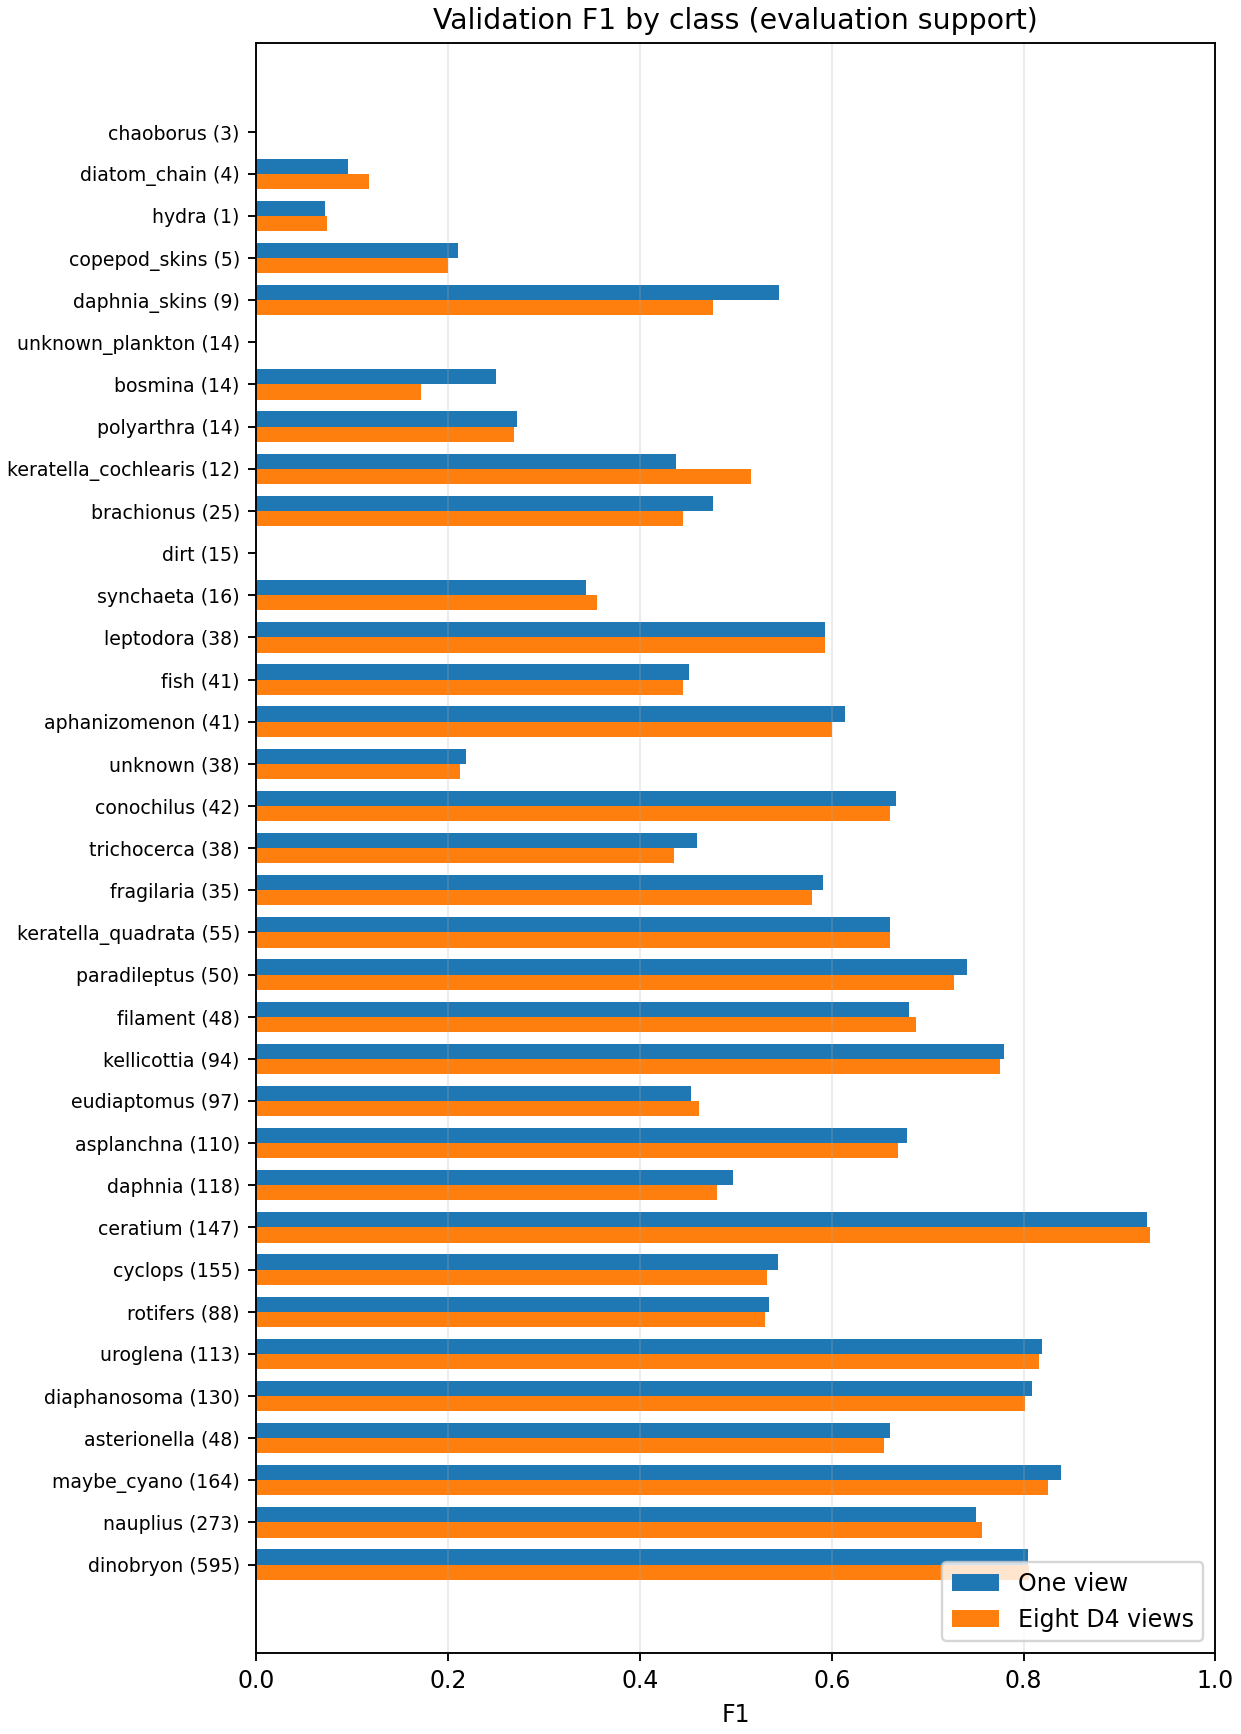 Validation F1 by class (evaluation support)
chaoborus (3)
diatom_chain (4)
hydra (1)
copepod_skins (5)
daphnia_skins (9)
unknown_plankton (14)
bosmina (14)
polyarthra (14)
keratella_cochlearis (12)
brachionus (25)
dirt (15)
synchaeta (16)
leptodora (38)
fish (41)
aphanizomenon (41)
unknown (38)
conochilus (42)
trichocerca (38)
fragilaria (35)
keratella_quadrata (55)
paradileptus (50)
filament (48)
kellicottia (94)
eudiaptomus (97)
asplanchna (110)
daphnia (118)
ceratium (147)
cyclops (155)
rotifers (88)
uroglena (113)
diaphanosoma (130)
asterionella (48)
maybe_cyano (164)
nauplius (273)
dinobryon (595)
One view
Eight D4 views
0.0 0.2 0.4 0.6 0.8 1.0
F1